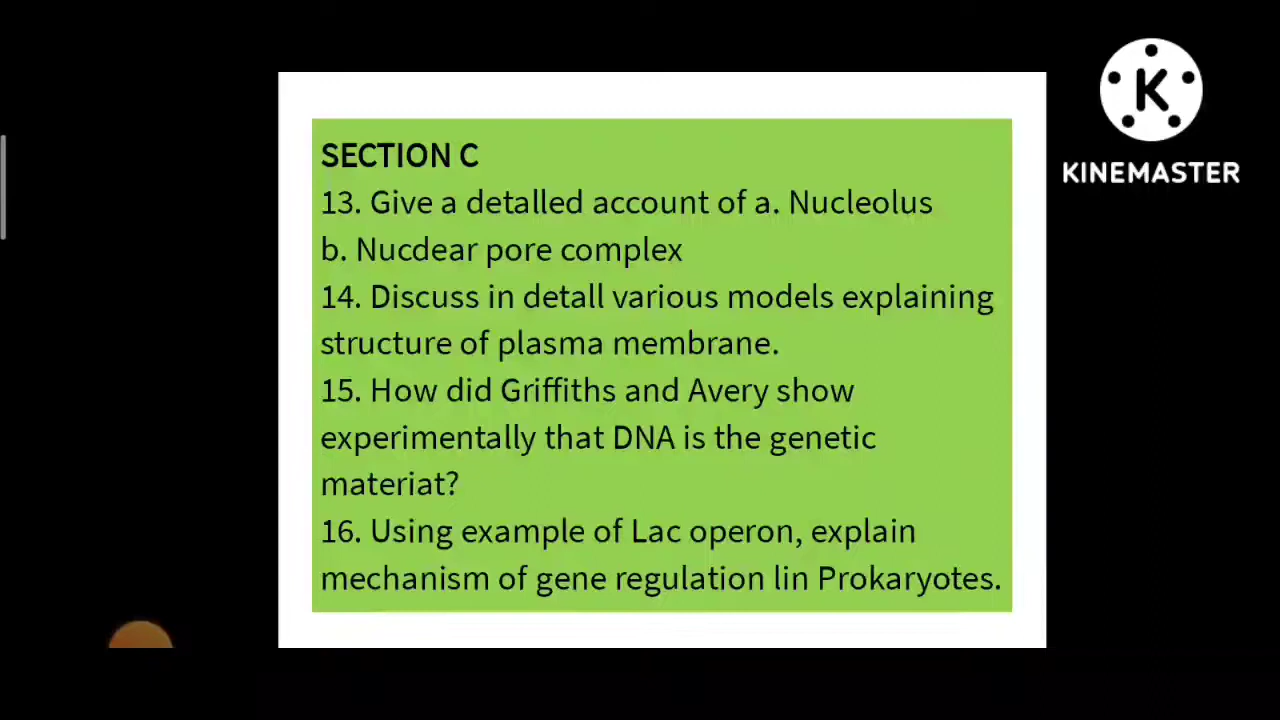 SECTION C
13. Give a detalled account of a. Nucleolus
b. Nucdear pore complex
14. Discuss in detall various models explaining
structure of plasma membrane.
15. How did Griffiths and Avery show
experimentally that DNA is the genetic
materiat?
16. Using example of Lac operon, explain
mechanism of gene regulation lin Prokaryotes.
K
KINEMASTER